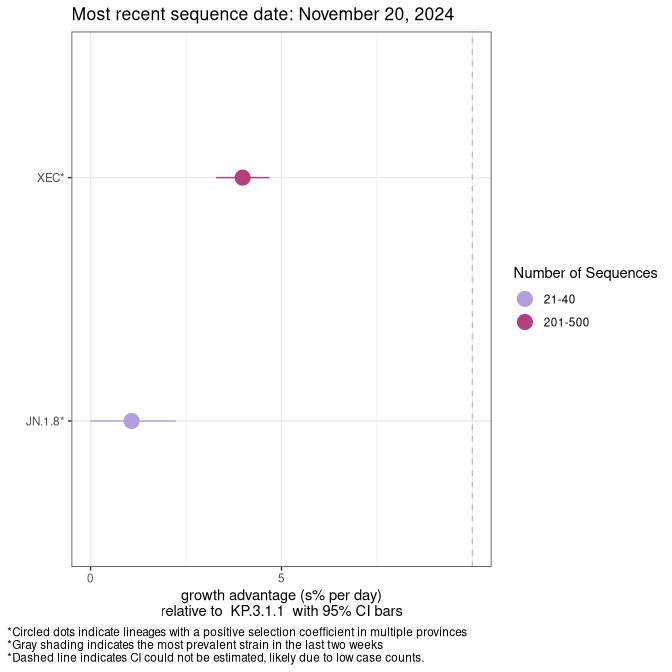 Most recent sequence date: November 20, 2024
XEC*
JN.1.8*
0
5
growth advantage (s% per day)
relative to KP.3.1.1 with 95% CI bars
Number of Sequences
21-40
201-500
*Circled dots indicate lineages with a positive selection coefficient in multiple provinces
*Gray shading indicates the most prevalent strain in the last two weeks
*Dashed line indicates CI could not be estimated, likely due to low case counts.